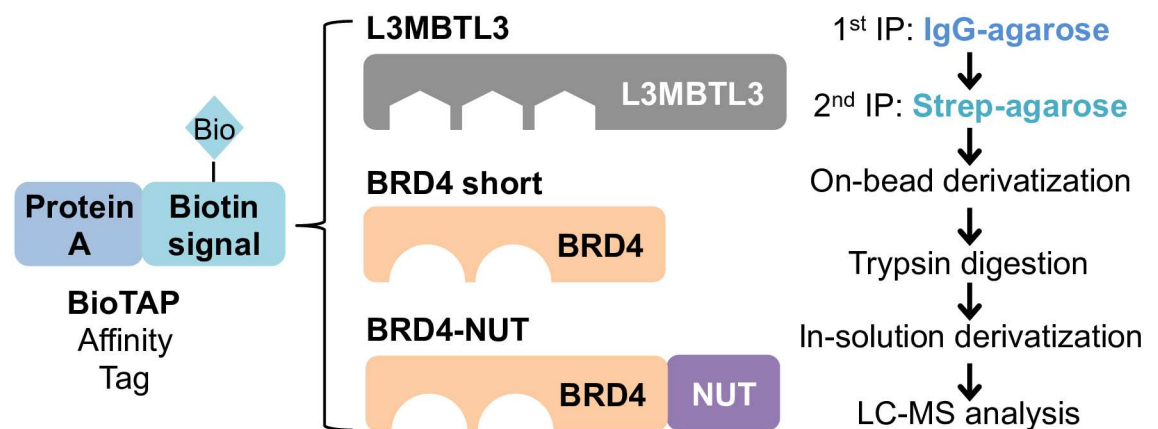 Bio
Protein
A
Biotin
signal
BioTAP
Affinity
Tag
L3MBTL3
L3MBTL3
BRD4 short
BRD4
BRD4-NUT
BRD4
NUT
1st IP: IgG-agarose
2nd IP: Strep-agarose
On-bead derivatization
Trypsin digestion
In-solution derivatization
LC-MS analysis